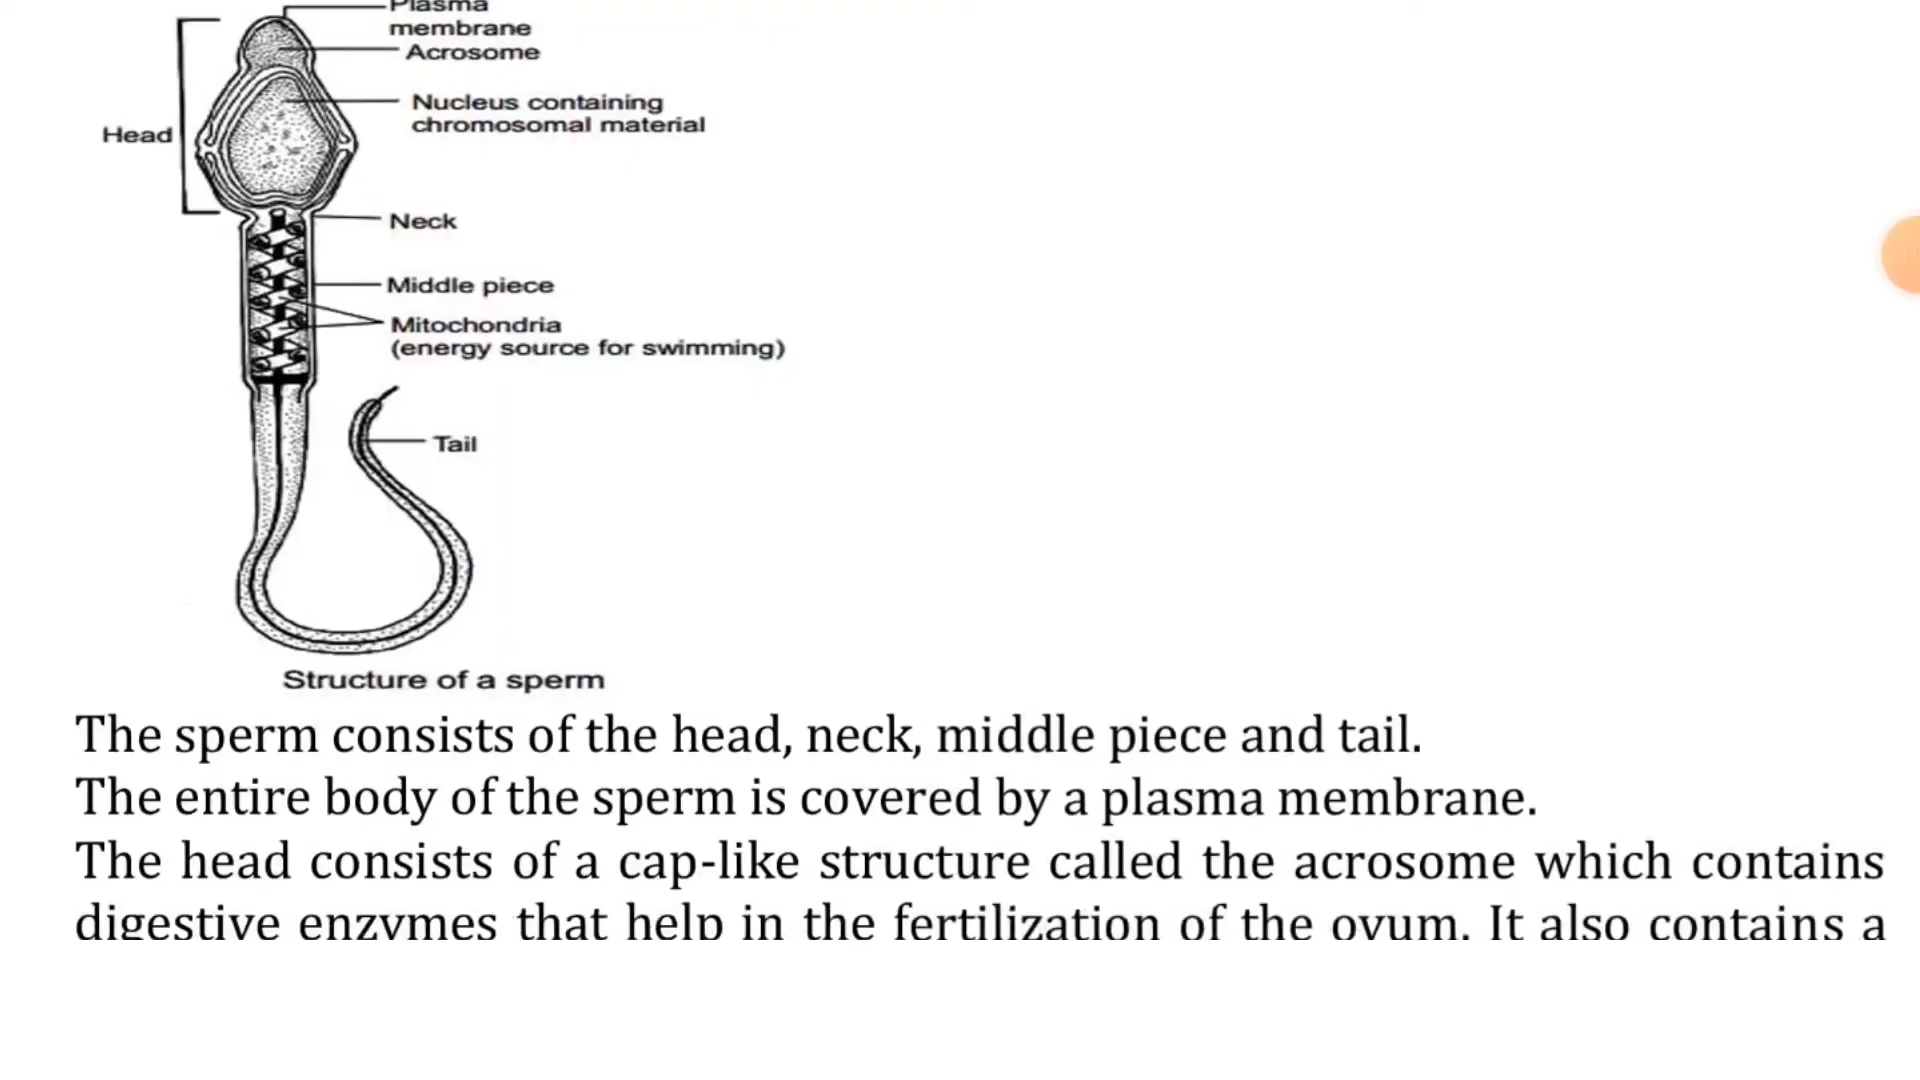 Plasma
membrane
Acrosome
Nucleus containing
chromosomal material
Head
Neck
Middle piece
Mitochondria
(energy source for swimming)
Tail
Structure of a sperm
The sperm consists of the head, neck, middle piece and tail.
The entire body of the sperm is covered by a plasma membrane.
The head consists of a cap-like structure called the acrosome which contains
digestive enzymes that help in the fertilization of the ovum. It also contains a